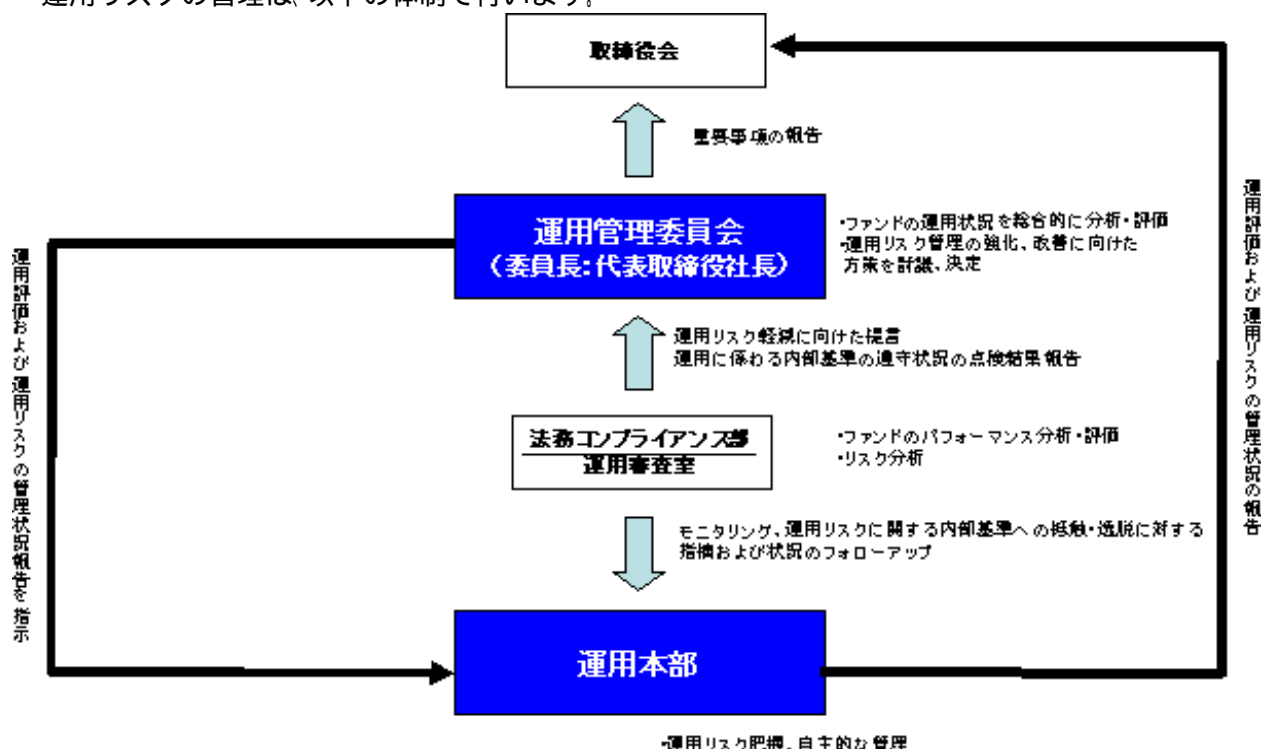 運用リスクの管理は、以下の体制で行います。
取締役会
重要事項の報告
運用管理委員会
（委員長：代表取締役社長）
・ファンドの運用状況を総合的に分析・評価
・運用リスク管理の強化、改善に向けた
方策を討議、決定
運用リスク軽減に向けた提言
運用に係わる内部基準の遵守状況の点検結果報告
法務コンプライアンス部
運用審査室
・ファンドのパフォーマンス分析・評価
・リスク分析
モニタリング、運用リスクに関する内部基準への抵触・逸脱に対する
指摘および状況のフォローアップ
運用本部
・運用リスク把握、自主的な管理
運用評価および運用リスクの管理状況報告を指示
運用評価および運用リスクの管理状況の報告